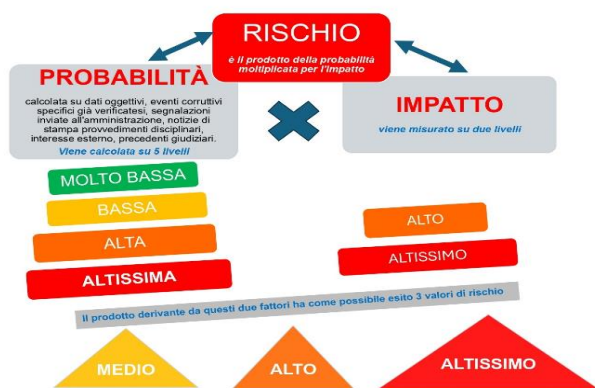 RISCHIO
è il prodotto della probabilità
moltiplicata per l'impatto
PROBABILITÀ
calcolata su dati oggettivi, eventi corruttivi
specifici già verificatesi, segnalazioni
inviate all'amministrazione, notizie di
stampa provvedimenti disciplinari,
interesse esterno, precedenti giudiziari.
Viene calcolata su 5 livelli
IMPATTO
viene misurato su due livelli
MOLTO BASSA
BASSA
ALTA
ALTISSIMA
ALTO
ALTISSIMO
Il prodotto derivante da questi due fattori ha come possibile esito 3 valori di rischio
MEDIO
ALTO
ALTISSIMO